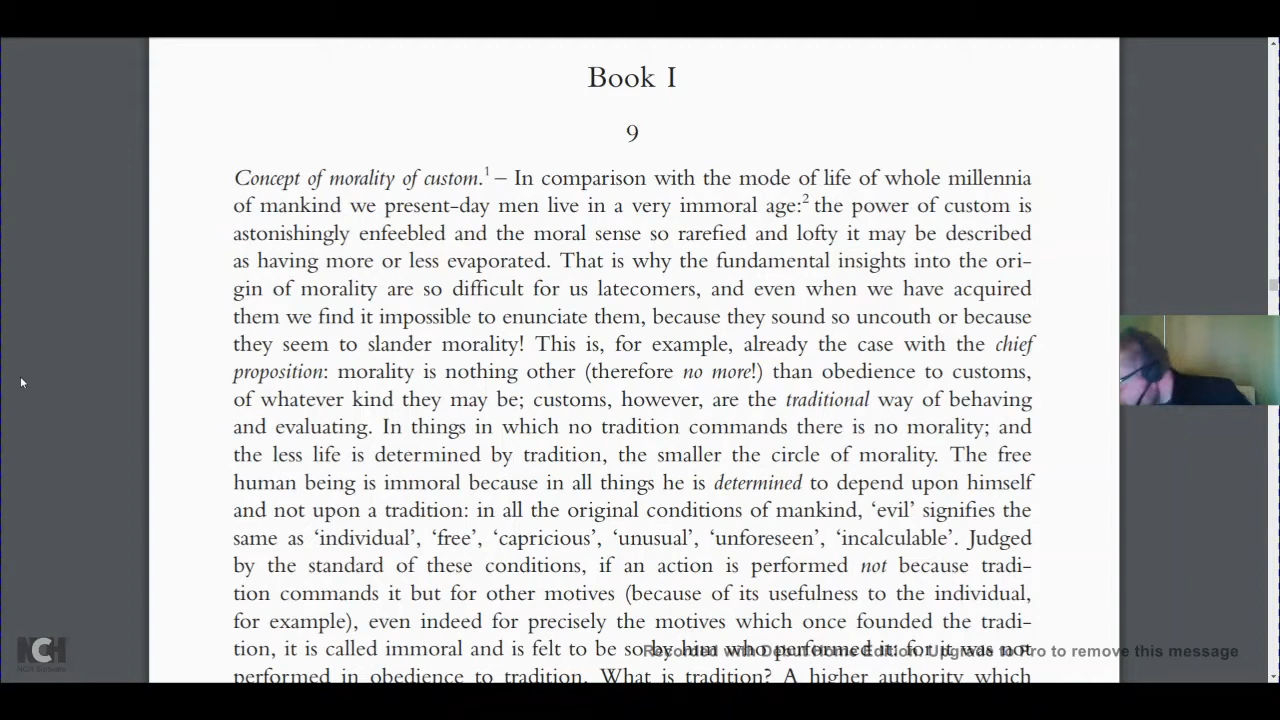 Book I
9
Concept of morality of custom.1 – In comparison with the mode of life of whole millennia
of mankind we present-day men live in a very immoral age:2 the power of custom is
astonishingly enfeebled and the moral sense so rarefied and lofty it may be described
as having more or less evaporated. That is why the fundamental insights into the ori-
gin of morality are so difficult for us latecomers, and even when we have acquired
them we find it impossible to enunciate them, because they sound so uncouth or because
they seem to slander morality! This is, for example, already the case with the chief
proposition: morality is nothing other (therefore no more!) than obedience to customs,
of whatever kind they may be; customs, however, are the traditional way of behaving
and evaluating. In things in which no tradition commands there is no morality; and
the less life is determined by tradition, the smaller the circle of morality. The free
human being is immoral because in all things he is determined to depend upon himself
and not upon a tradition: in all the original conditions of mankind, ‘evil’ signifies the
same as ‘individual’, ‘free’, ‘capricious’, ‘unusual’, ‘unforeseen’, ‘incalculable’. Judged
by the standard of these conditions, if an action is performed not because tradi-
tion commands it but for other motives (because of its usefulness to the individual,
for example), even indeed for precisely the motives which once founded the tradi-
tion, it is called immoral and is felt to be so by him who performed it: for it was not
performed in obedience to tradition. What is tradition? A higher authority which
Recorded with Debut Home Edition. Upgrade to Pro to remove this message
NCH